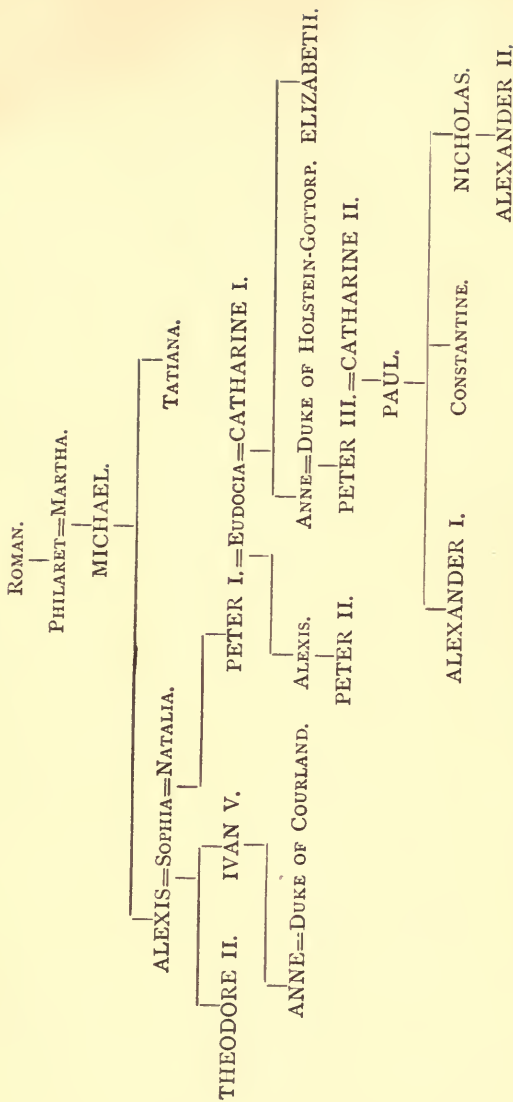 ROMAN.
PHILARET=MARTHA.
MICHAEL.
ALEXIS=SOPHIA=NATALIA. TATIANA.
THEODORE II. IVAN V. PETER I.=EUDOCIA=CATHARINE I.
ANNE=DUKE OF COURLAND. ALEXIS. ANNE=DUKE OF HOLSTEIN-GOTTORP. ELIZABETH.
PETER II. PETER III.=CATHARINE II.
PAUL.
ALEXANDER I. CONSTANTINE. NICHOLAS.
ALEXANDER II.